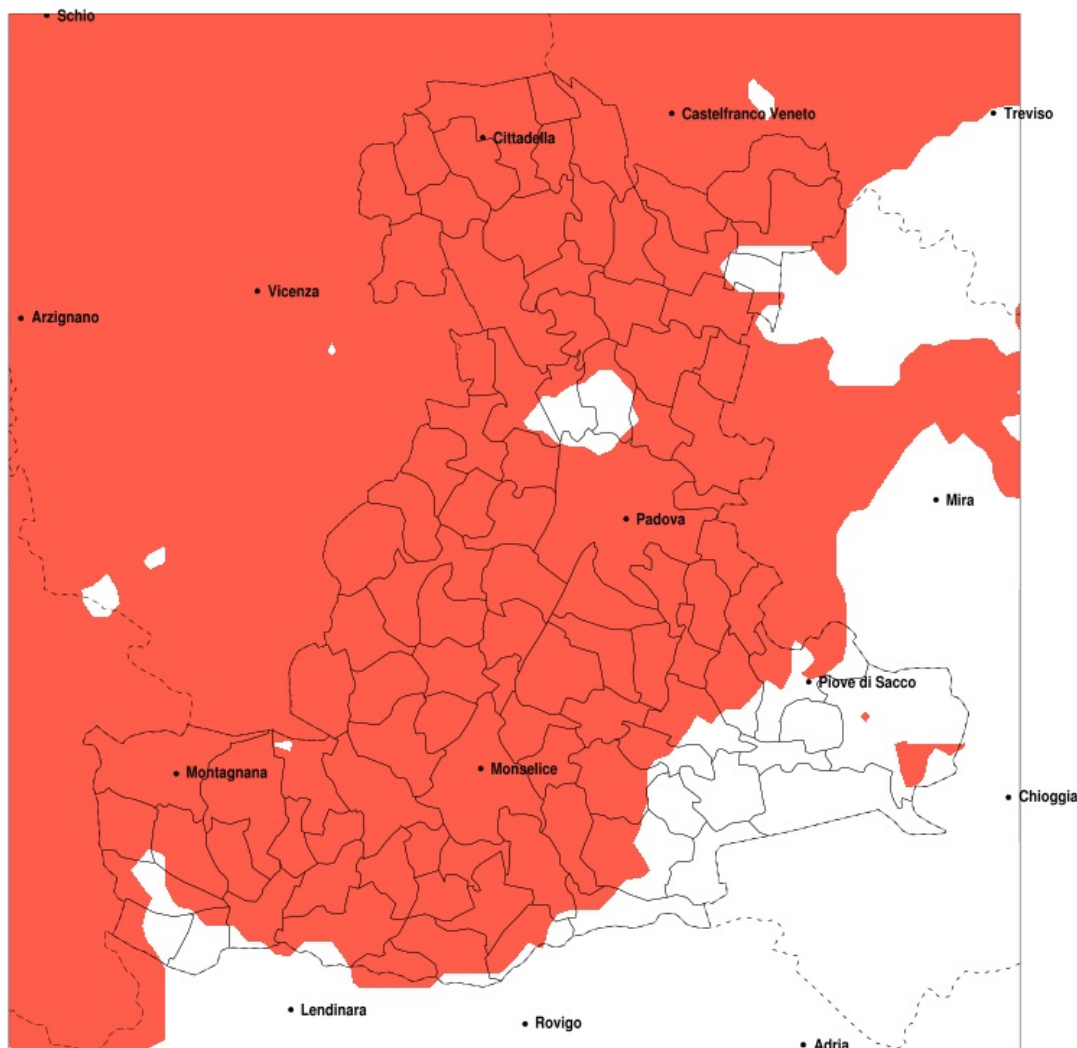 Schio
Castelfranco Veneto
Treviso
Cittadella
Vicenza
Arzignano
Mira
Padova
Piove di Sacco
Monselice
Montagnana
Chioggia
Lendinara
Rovigo
Adria